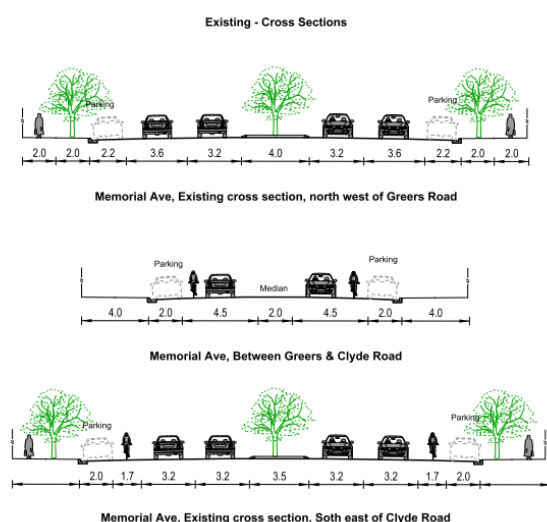 Existing - Cross Sections
Parking Parking
2.0 2.0 2.2 3.6 3.2 4.0 3.2 3.6 2.2 2.0 2.0
Memorial Ave, Existing cross section, north west of Greers Road
Parking Parking
Median
4.0 2.0 4.5 2.0 4.5 2.0 4.0
Memorial Ave, Between Greers & Clyde Road
Parking Parking
2.0 1.7 3.2 3.2 3.5 3.2 3.2 1.7 2.0
Memorial Ave, Existing cross section, Soth east of Clyde Road